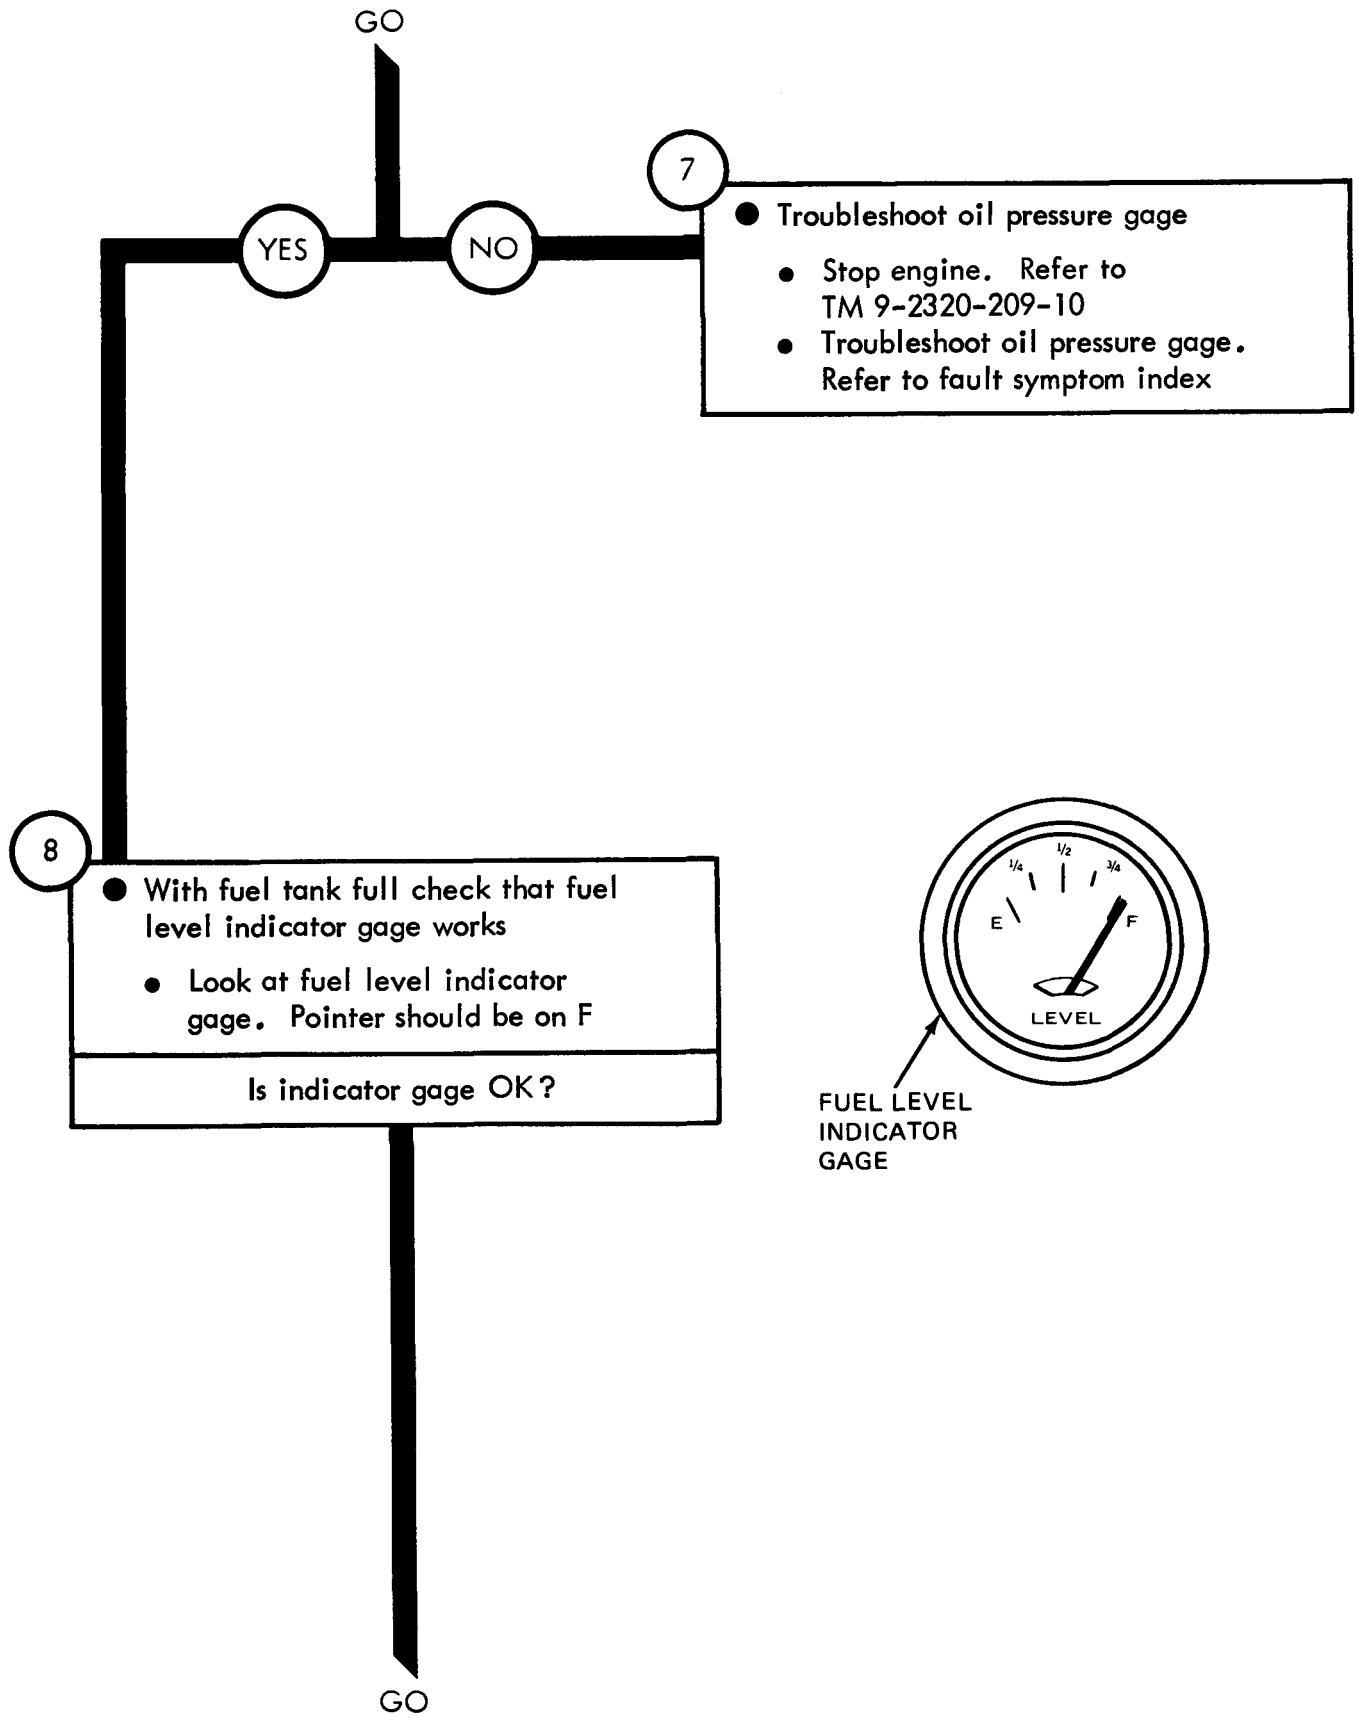 GO
YES
NO
7
● Troubleshoot oil pressure gage
● Stop engine. Refer to
TM 9-2320-209-10
● Troubleshoot oil pressure gage.
Refer to fault symptom index
8
● With fuel tank full check that fuel
level indicator gage works
● Look at fuel level indicator
gage. Pointer should be on F
Is indicator gage OK?
E
1/4
1/2
3/4
F
LEVEL
FUEL LEVEL
INDICATOR
GAGE
GO